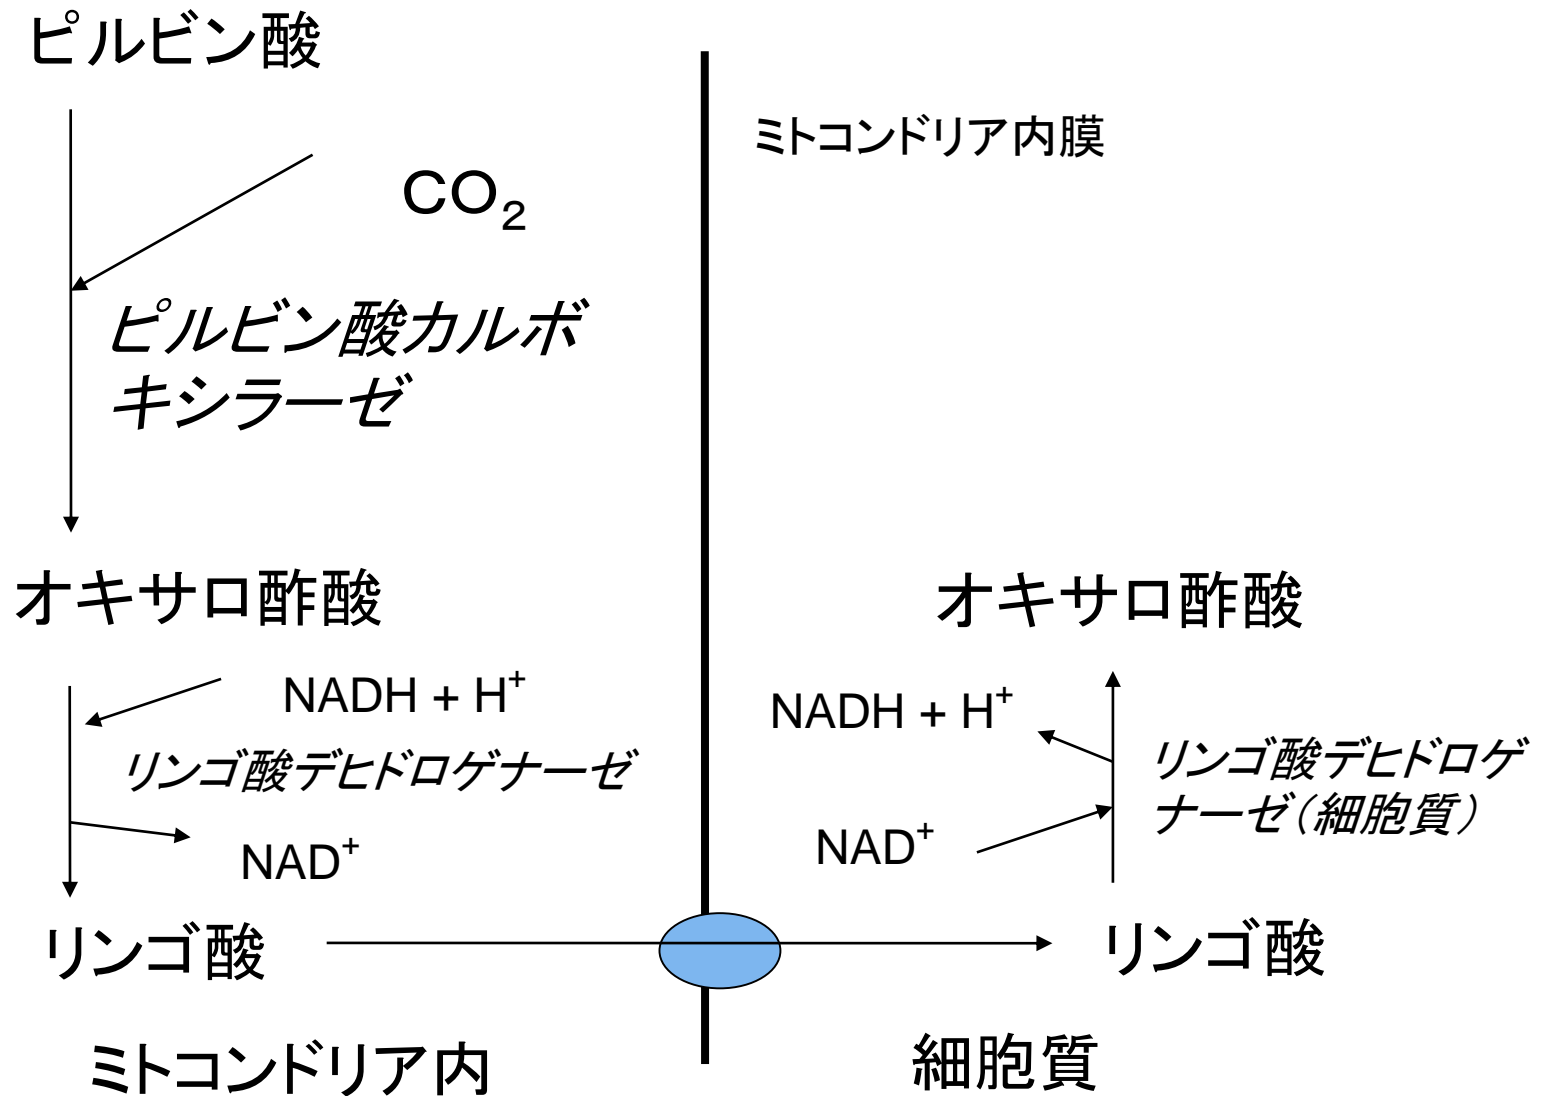 ピルビン酸
ミトコンドリア内膜
CO₂
ピルビン酸カルボ
キシラーゼ
オキサロ酢酸
オキサロ酢酸
NADH + H⁺
NADH + H⁺
リンゴ酸デヒドロゲナーゼ
リンゴ酸デヒドロゲ
ナーゼ（細胞質）
NAD⁺
NAD⁺
リンゴ酸
リンゴ酸
ミトコンドリア内
細胞質